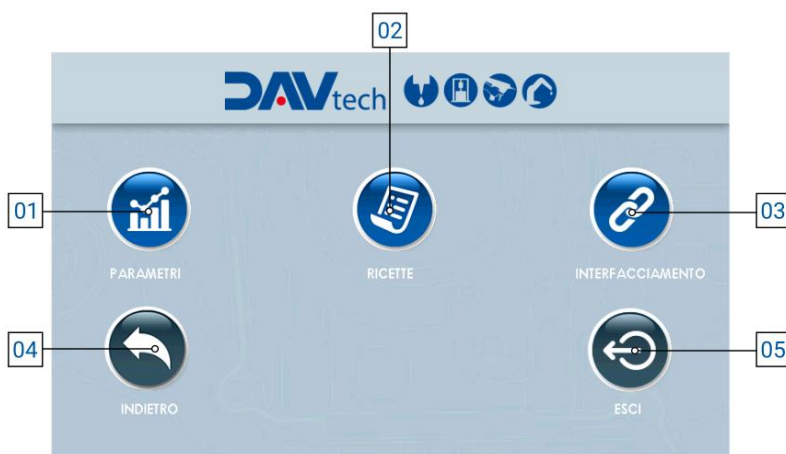 02
DAVtech
01
03
PARAMETRI
RICETTE
INTERFACCIAMENTO
04
05
INDIETRO
ESCI